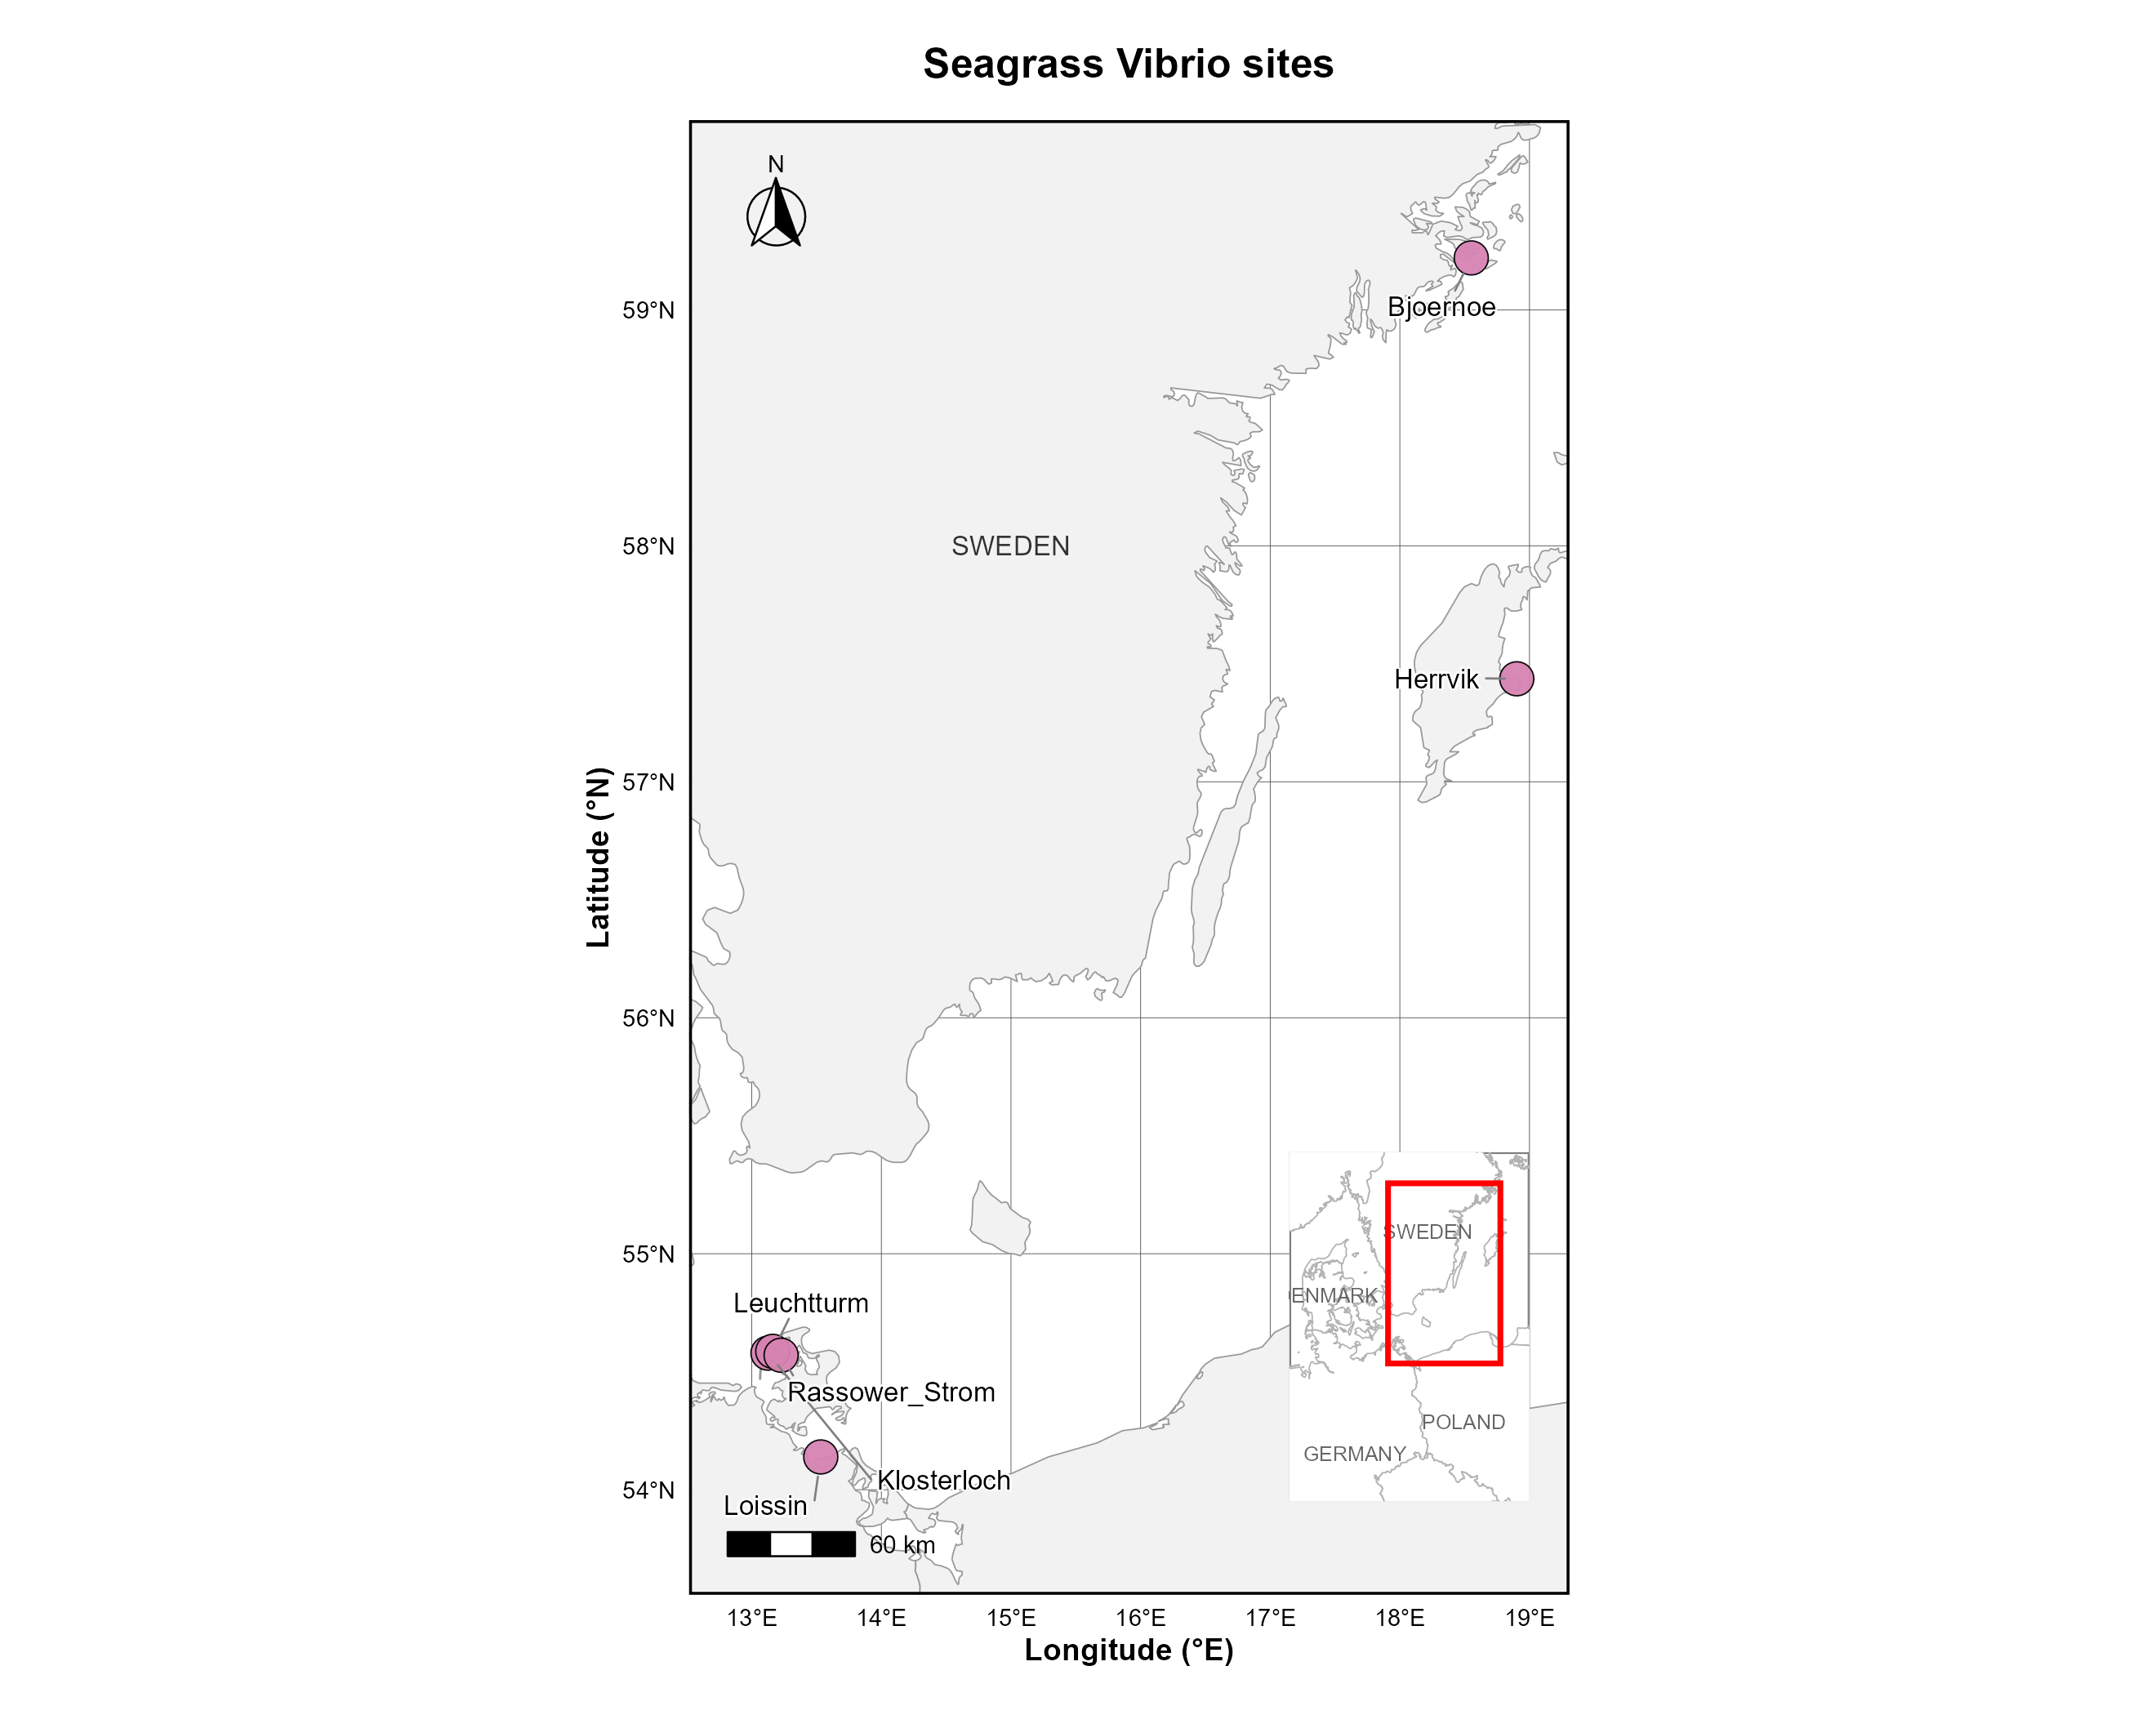 Seagrass Vibrio sites
N
59°N
Bjoernoe
58°N
SWEDEN
Herrvik
57°N
Latitude (°N)
56°N
55°N
SWEDEN
ENMARK
POLAND
GERMANY
Leuchtturm
Rassower_Strom
Klosterloch
54°N
Loissin
60 km
13°E 14°E 15°E 16°E 17°E 18°E 19°E
Longitude (°E)